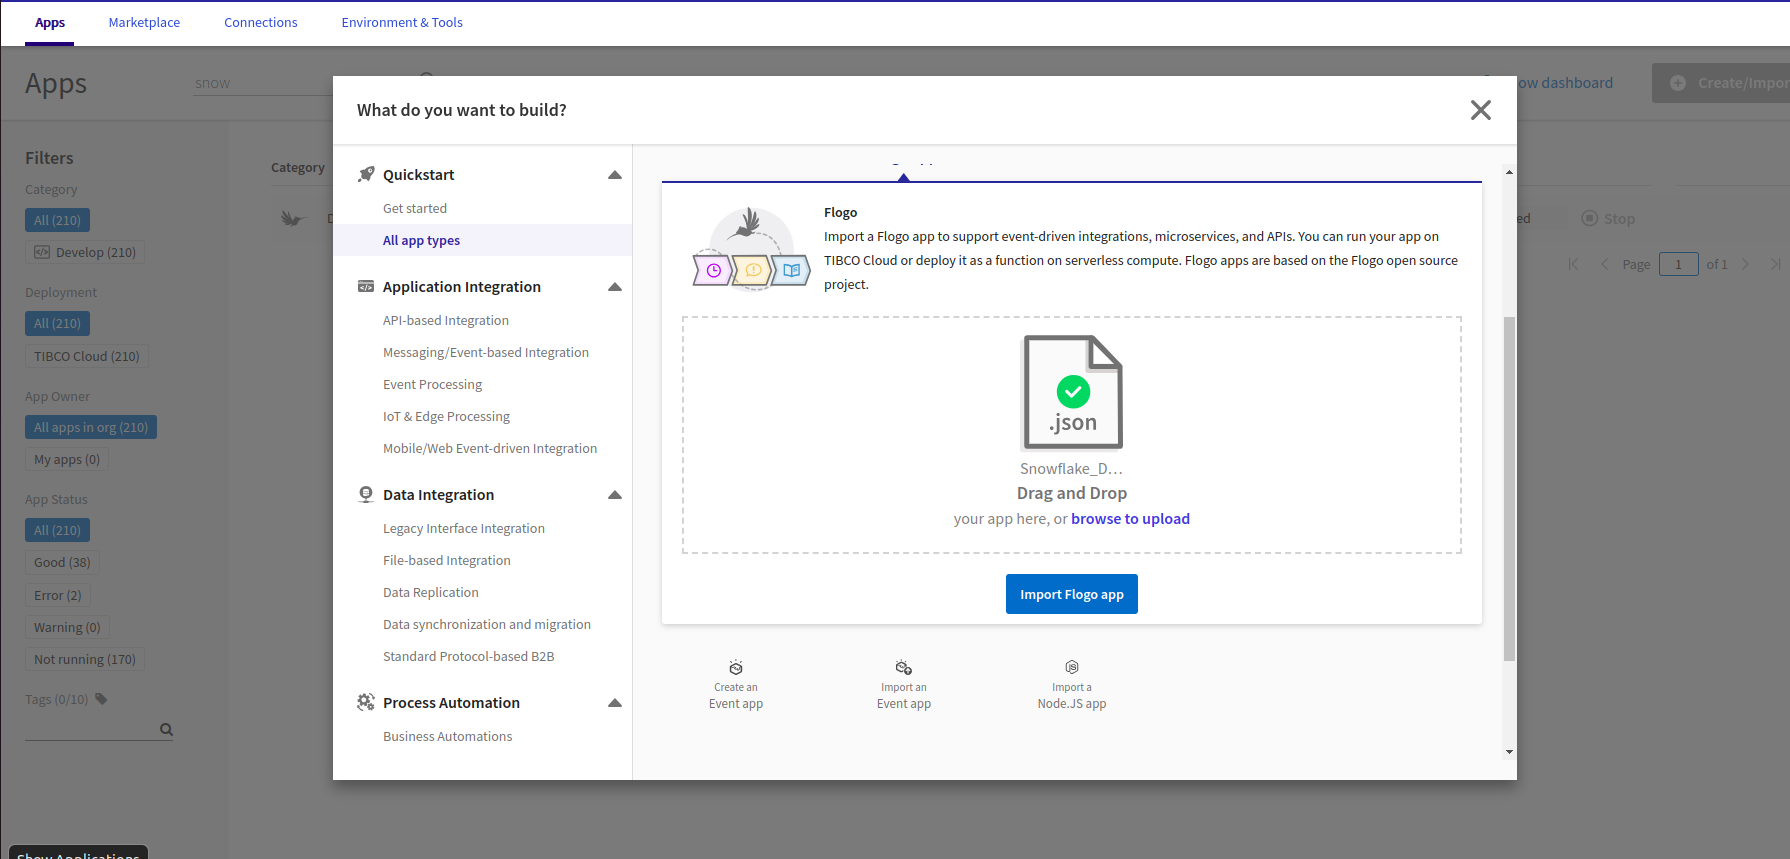 Apps
Marketplace
Connections
Environment & Tools
Apps
snow
ow dashboard
Create/Impor
What do you want to build?
Filters
Category
All (210)
Develop (210)
Deployment
All (210)
TIBCO Cloud (210)
App Owner
All apps in org (210)
My apps (0)
App Status
All (210)
Good (38)
Error (2)
Warning (0)
Not running (170)
Tags (0/10)
Category
D
Quickstart
Get started
All app types
Application Integration
API-based Integration
Messaging/Event-based Integration
Event Processing
IoT & Edge Processing
Mobile/Web Event-driven Integration
Data Integration
Legacy Interface Integration
File-based Integration
Data Replication
Data synchronization and migration
Standard Protocol-based B2B
Process Automation
Business Automations
Flogo
Import a Flogo app to support event-driven integrations, microservices, and APIs. You can run your app on
TIBCO Cloud or deploy it as a function on serverless compute. Flogo apps are based on the Flogo open source
project.
.json
Snowflake_D...
Drag and Drop
your app here, or browse to upload
Import Flogo app
Create an
Event app
Import an
Event app
Import a
Node.JS app
ed
Stop
Page 1 of 1
Show Applications